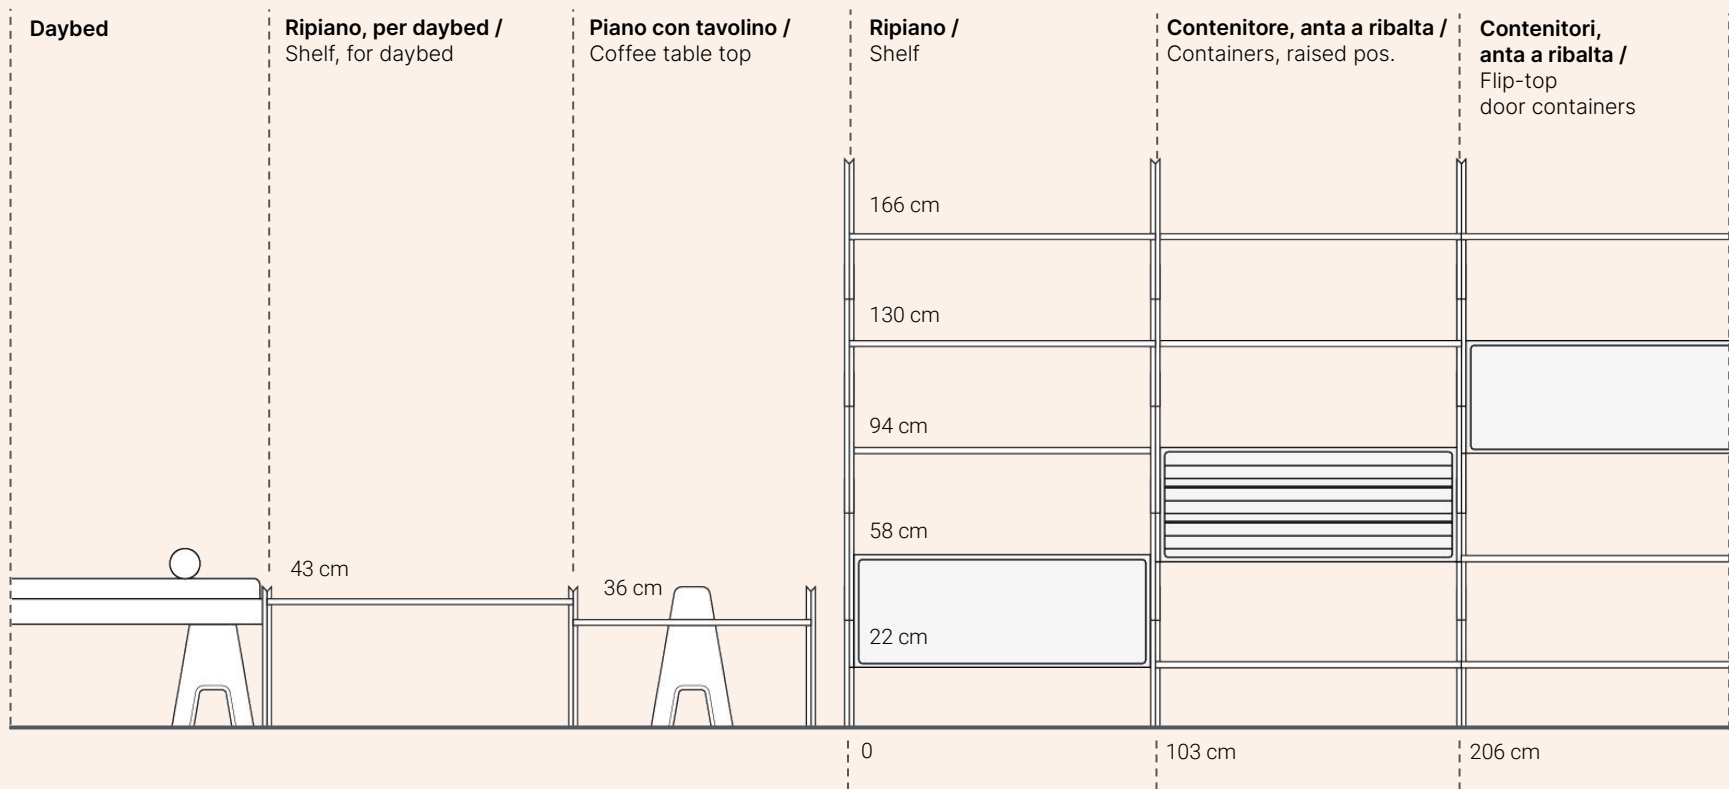 Daybed
Ripiano, per daybed /
Shelf, for daybed
Piano con tavolino /
Coffee table top
Ripiano /
Shelf
Contenitore, anta a ribalta /
Containers, raised pos.
Contenitori,
anta a ribalta /
Flip-top
door containers
166 cm
130 cm
94 cm
58 cm
22 cm
43 cm
36 cm
0
103 cm
206 cm